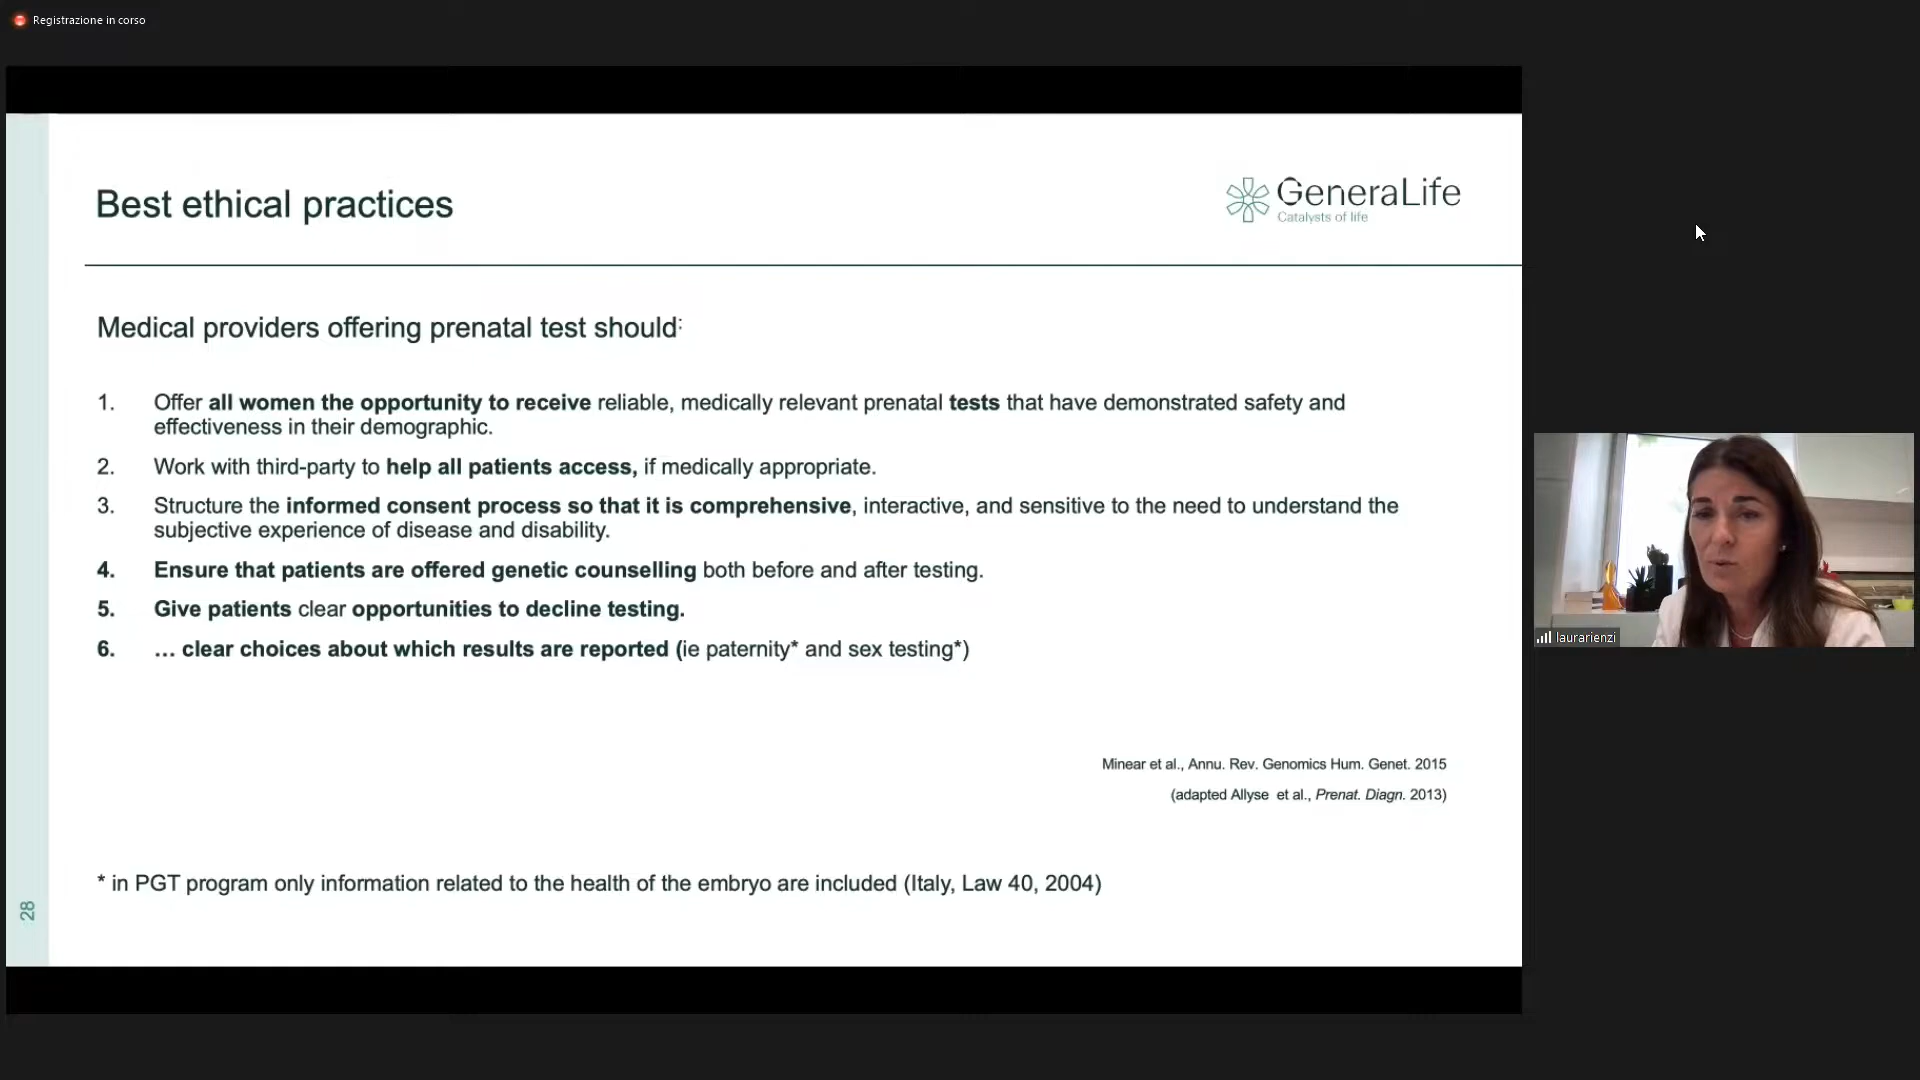 Registrazione in corso
Best ethical practices
GeneraLife
Catalysts of life
Medical providers offering prenatal test should:
1. Offer all women the opportunity to receive reliable, medically relevant prenatal tests that have demonstrated safety and
effectiveness in their demographic.
2. Work with third-party to help all patients access, if medically appropriate.
3. Structure the informed consent process so that it is comprehensive, interactive, and sensitive to the need to understand the
subjective experience of disease and disability.
4. Ensure that patients are offered genetic counselling both before and after testing.
5. Give patients clear opportunities to decline testing.
6. … clear choices about which results are reported (ie paternity* and sex testing*)
Minear et al., Annu. Rev. Genomics Hum. Genet. 2015
(adapted Allyse et al., Prenat. Diagn. 2013)
* in PGT program only information related to the health of the embryo are included (Italy, Law 40, 2004)
28
laurarienzi